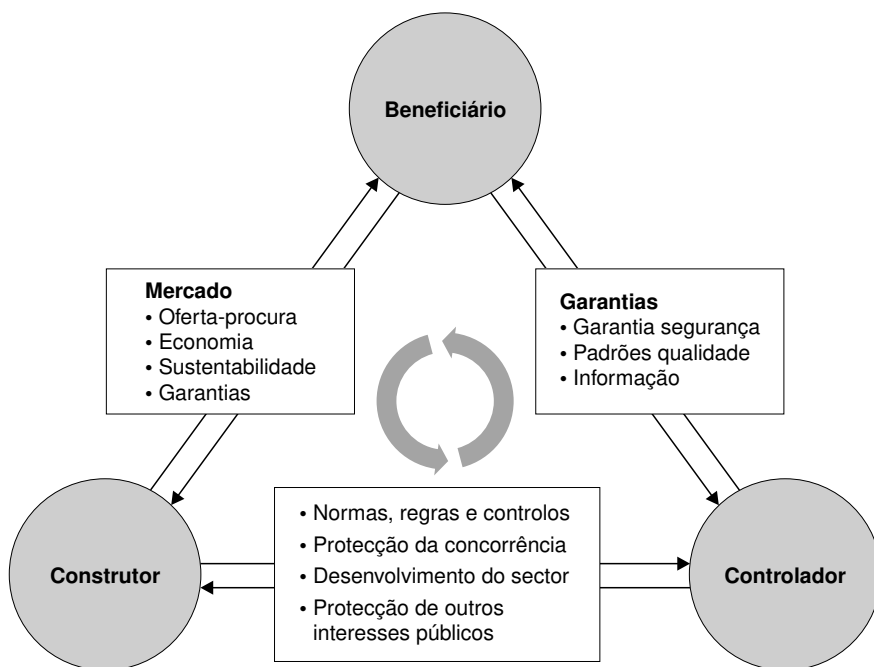 Beneficiário
Mercado
• Oferta-procura
• Economia
• Sustentabilidade
• Garantias
Garantias
• Garantia segurança
• Padrões qualidade
• Informação
Construtor
• Normas, regras e controlos
• Protecção da concorrência
• Desenvolvimento do sector
• Protecção de outros
interesses públicos
Controlador